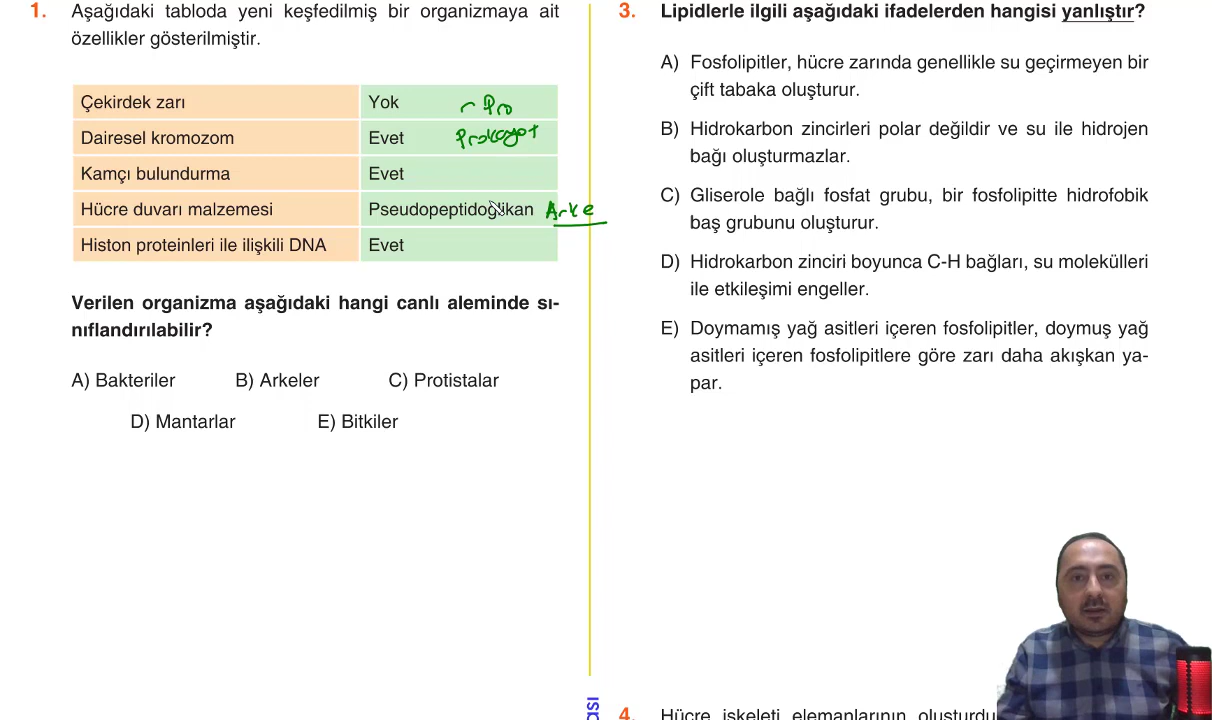 1. Aşağıdaki tabloda yeni keşfedilmiş bir organizmaya ait
özellikler gösterilmiştir.
Çekirdek zarı Yok Pro
Dairesel kromozom Evet Prokayot
Kamçı bulundurma Evet
Hücre duvarı malzemesi Pseudopeptidoglikan Arke
Histon proteinleri ile ilişkili DNA Evet
Verilen organizma aşağıdaki hangi canlı aleminde sı-
nıflandırılabilir?
A) Bakteriler B) Arkeler C) Protistalar
D) Mantarlar E) Bitkiler
3. Lipidlerle ilgili aşağıdaki ifadelerden hangisi yanlıştır?
A) Fosfolipitler, hücre zarında genellikle su geçirmeyen bir
çift tabaka oluşturur.
B) Hidrokarbon zincirleri polar değildir ve su ile hidrojen
bağı oluşturmazlar.
C) Gliserole bağlı fosfat grubu, bir fosfolipitte hidrofobik
baş grubunu oluşturur.
D) Hidrokarbon zinciri boyunca C-H bağları, su molekülleri
ile etkileşimi engeller.
E) Doymamış yağ asitleri içeren fosfolipitler, doymuş yağ
asitleri içeren fosfolipitlere göre zarı daha akışkan ya-
par.
4. Hücre iskeleti elemanlarının oluşturdu
ası